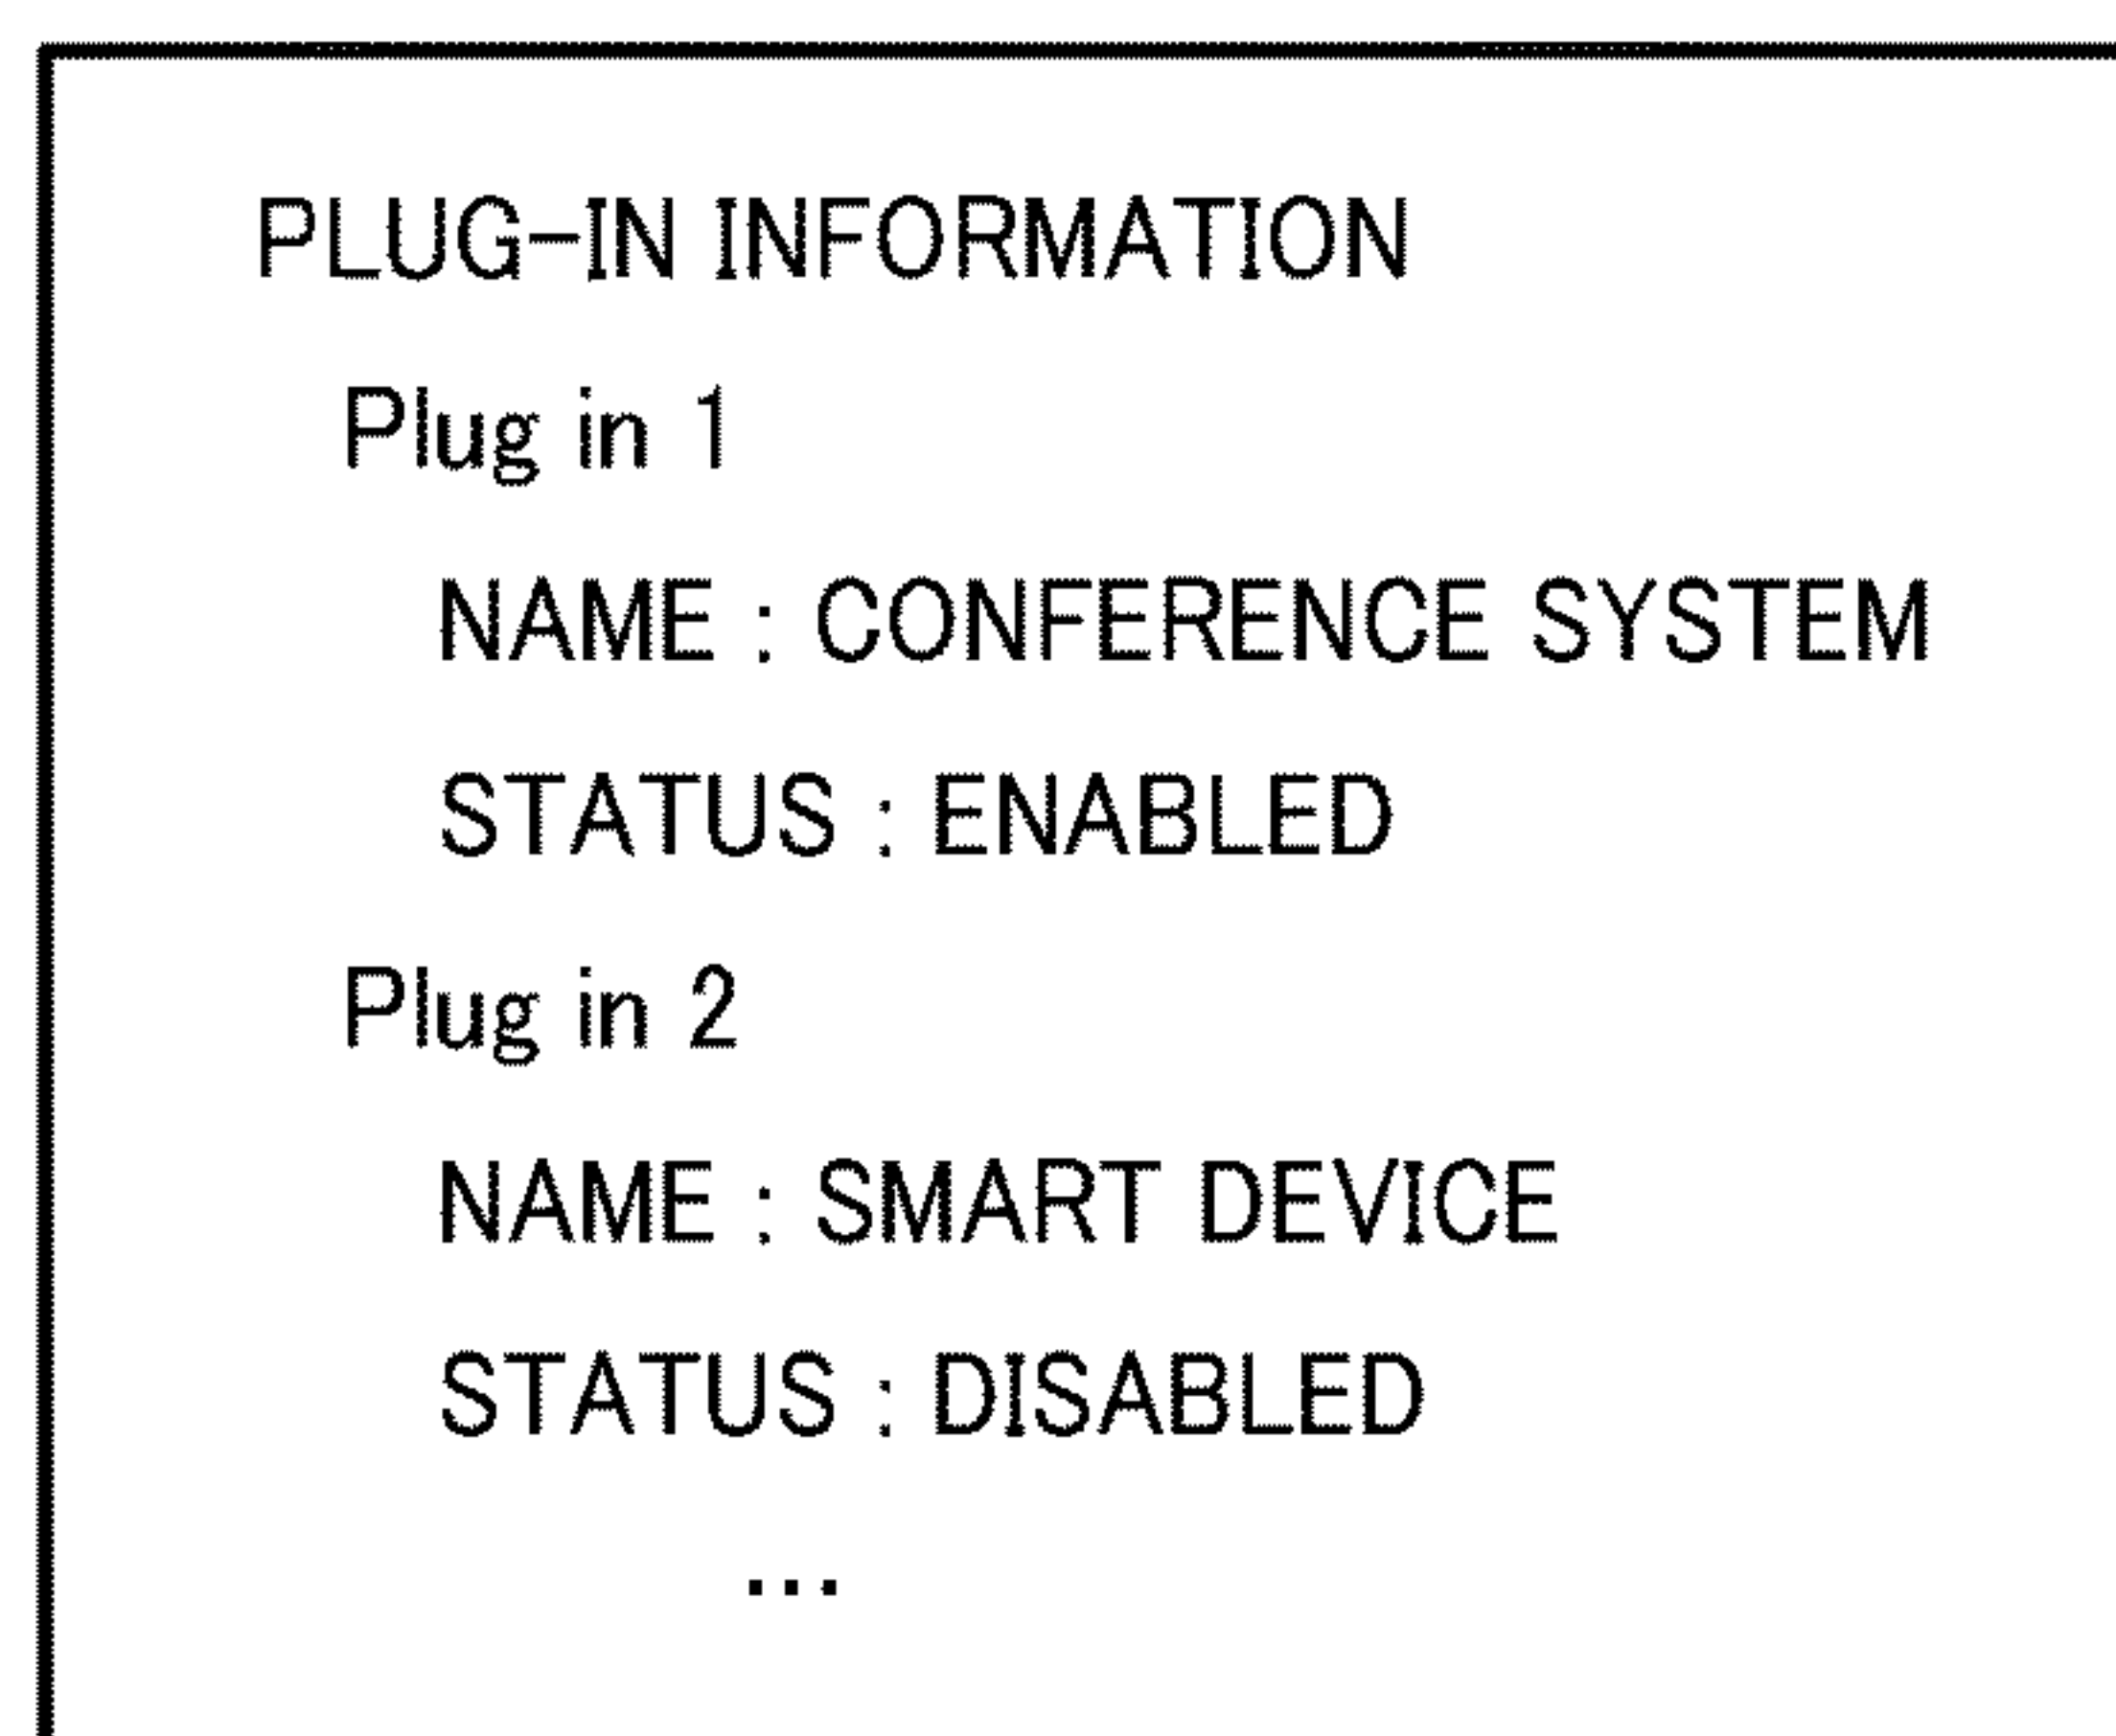 PLUG-IN INFORMATION
Plug in 1
NAME : CONFERENCE SYSTEM
STATUS : ENABLED
Plug in 2
NAME : SMART DEVICE
STATUS : DISABLED
...